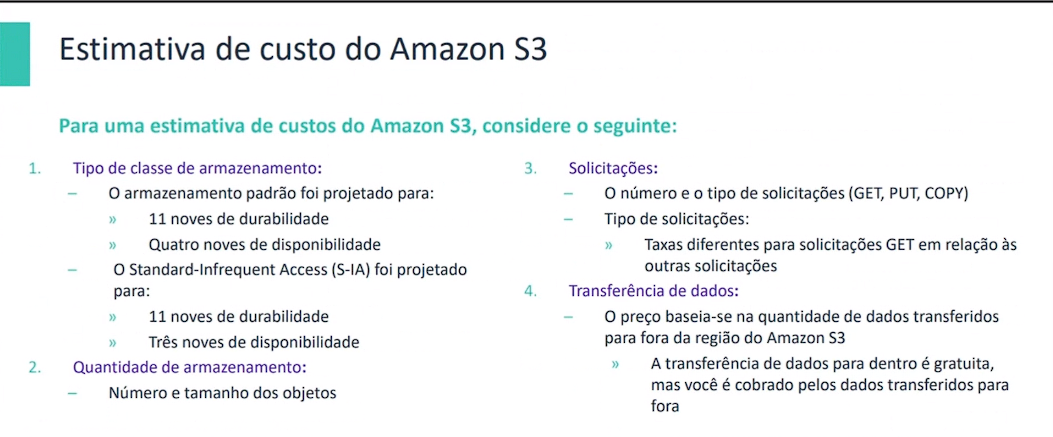 Estimativa de custo do Amazon S3
Para uma estimativa de custos do Amazon S3, considere o seguinte:
1. Tipo de classe de armazenamento:
– O armazenamento padrão foi projetado para:
» 11 noves de durabilidade
» Quatro noves de disponibilidade
– O Standard-Infrequent Access (S-IA) foi projetado
para:
» 11 noves de durabilidade
» Três noves de disponibilidade
2. Quantidade de armazenamento:
– Número e tamanho dos objetos
3. Solicitações:
– O número e o tipo de solicitações (GET, PUT, COPY)
– Tipo de solicitações:
» Taxas diferentes para solicitações GET em relação às
outras solicitações
4. Transferência de dados:
– O preço baseia-se na quantidade de dados transferidos
para fora da região do Amazon S3
» A transferência de dados para dentro é gratuita,
mas você é cobrado pelos dados transferidos para
fora